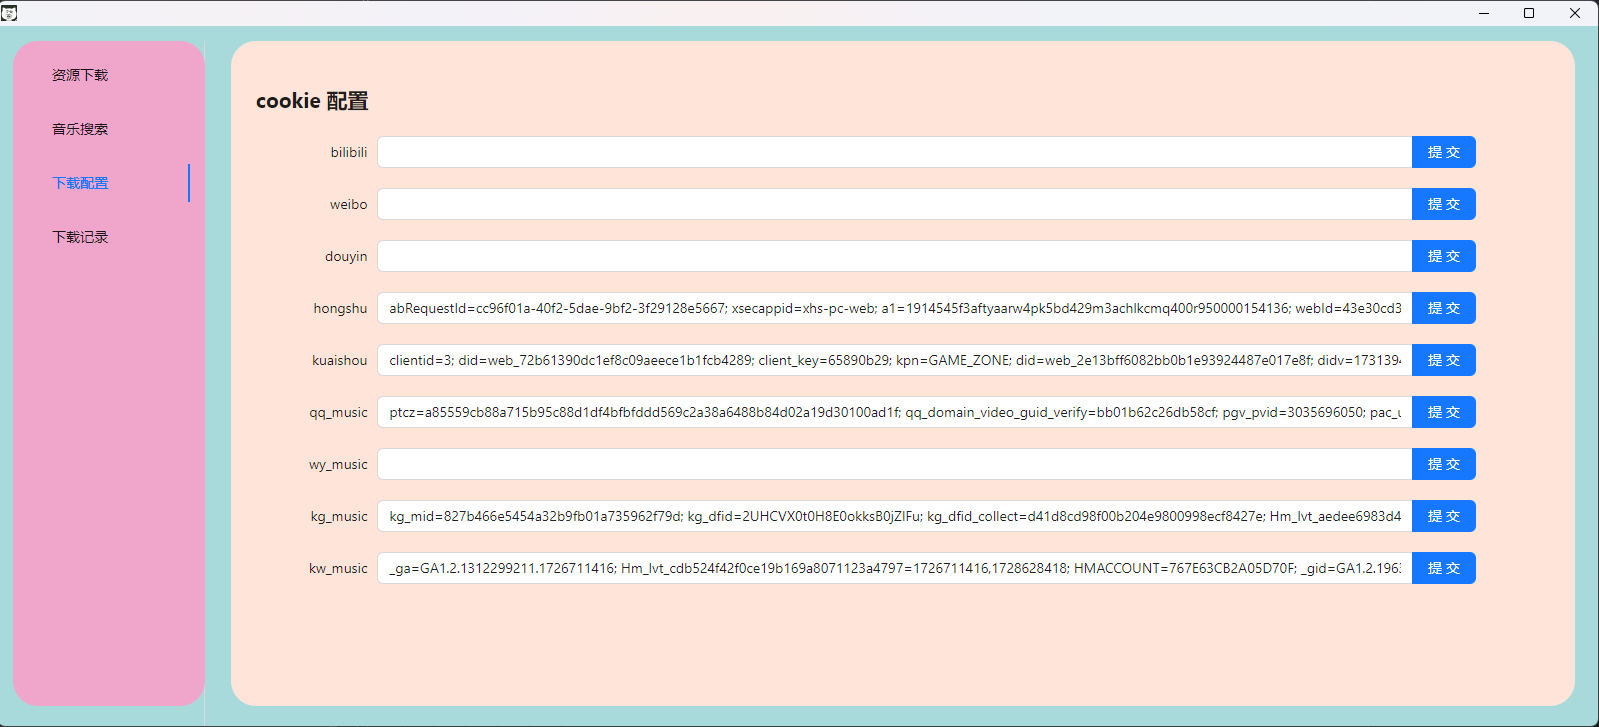 资源下载
音乐搜索
下载配置
下载记录
cookie 配置
bilibili 提 交
weibo 提 交
douyin 提 交
hongshu abRequestId=cc96f01a-40f2-5dae-9bf2-3f29128e5667; xsecappid=xhs-pc-web; a1=1914545f3aftyaarw4pk5bd429m3achlkcmq400r950000154136; webId=43e30cd3 提 交
kuaishou clientid=3; did=web_72b61390dc1ef8c09aeece1b1fcb4289; client_key=65890b29; kpn=GAME_ZONE; did=web_2e13bff6082bb0b1e93924487e017e8f; didv=1731394 提 交
qq_music ptcz=a85559cb88a715b95c88d1df4bfbfddd569c2a38a6488b84d02a19d30100ad1f; qq_domain_video_guid_verify=bb01b62c26db58cf; pgv_pvid=3035696050; pac_u 提 交
wy_music 提 交
kg_music kg_mid=827b466e5454a32b9fb01a735962f79d; kg_dfid=2UHCVX0t0H8E0okksB0jZlFu; kg_dfid_collect=d41d8cd98f00b204e9800998ecf8427e; Hm_lvt_aedee6983d4 提 交
kw_music _ga=GA1.2.1312299211.1726711416; Hm_lvt_cdb524f42f0ce19b169a8071123a4797=1726711416,1728628418; HMACCOUNT=767E63CB2A05D70F; _gid=GA1.2.1963 提 交